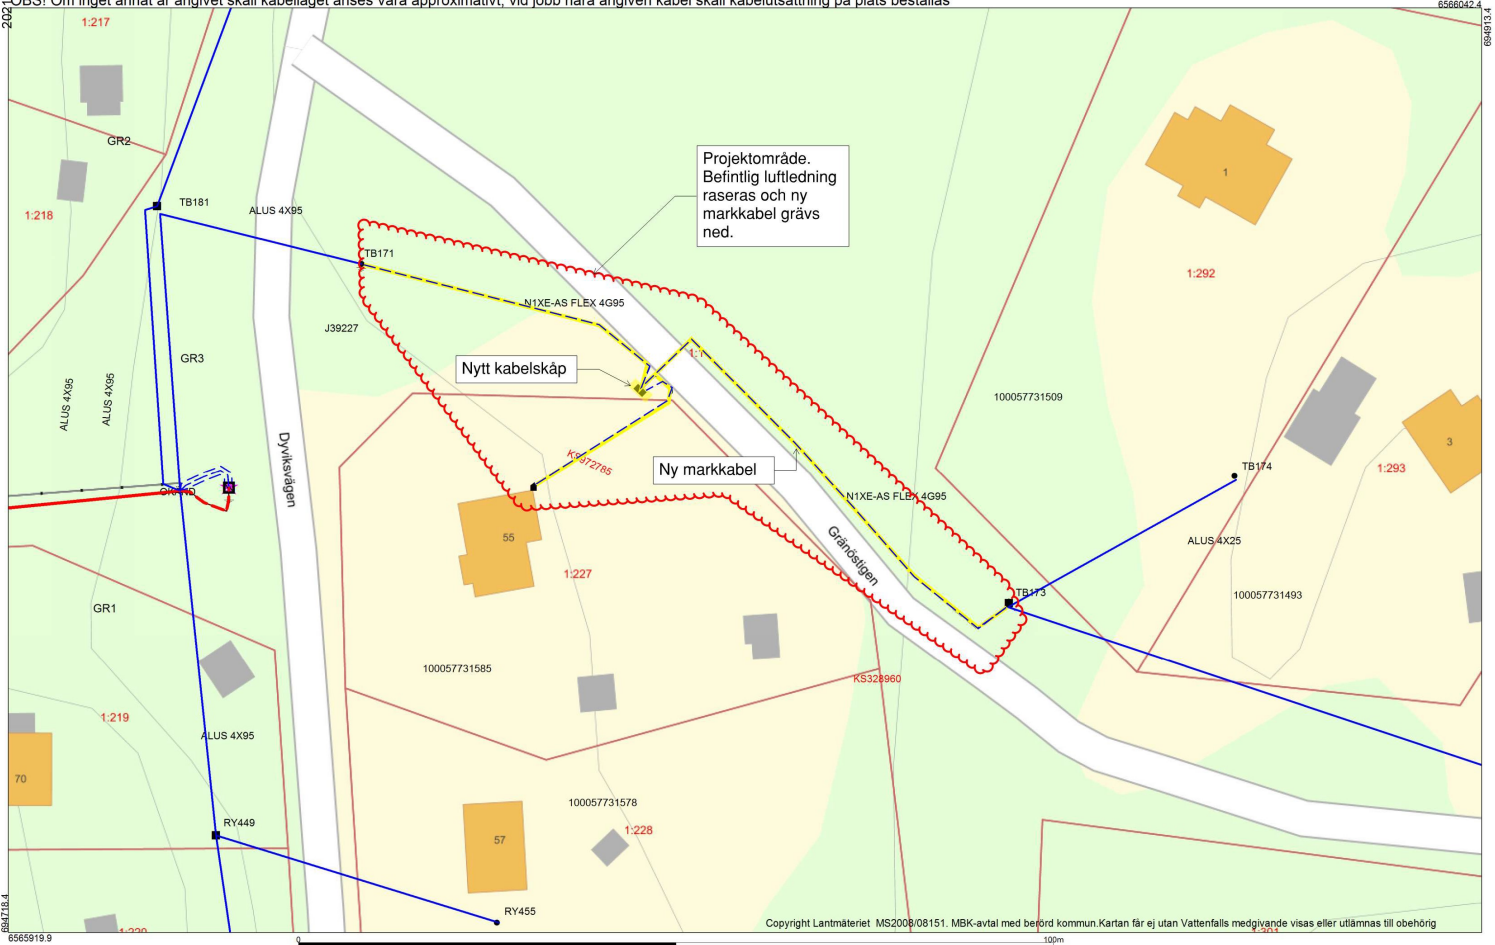 OBS! Om inget annat är angivet skall kabelläget anses vara approximativt, vid jobb nära angiven kabel skall kabelutsättning på plats beställas
6566042.4
694913.4
2021
1:217
GR2
TB181
1:218
ALUS 4X95
Projektområde.
Befintlig luftledning
raseras och ny
markkabel grävs
ned.
1
1:292
TB171
N1XE-AS FLEX 4G95
J39227
GR3
Nytt kabelskåp
ALUS 4X95
ALUS 4X95
100057731509
3
1:293
TB174
Dyviksvägen
KS972785
Ny markkabel
N1XE-AS FLEX 4G95
Gränöstigen
ALUS 4X25
55
1:227
TB173
100057731493
GR1
100057731585
KS328960
1:219
ALUS 4X95
70
RY449
100057731578
1:228
57
RY455
Copyright Lantmäteriet MS2008/08151. MBK-avtal med berörd kommun.Kartan får ej utan Vattenfalls medgivande visas eller utlämnas till obehörig
694718.4
6565919.9
0
100m